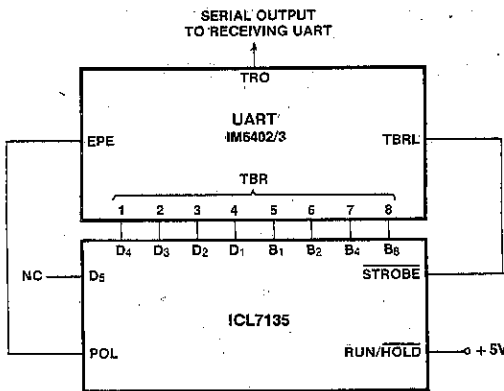 SERIAL OUTPUT
TO RECEIVING UART
TRO
UART
IM6402/3
EPE
TBRL
TBR
1 2 3 4 5 6 7 8
D4 D3 D2 D1 B1 B2 B4 B8
NC
D5
STROBE
ICL7135
POL
RUN/HOLD
+5V